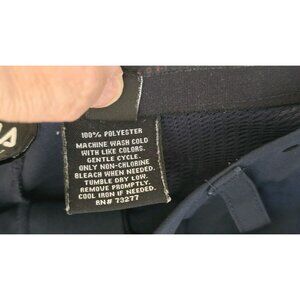 100% POLYESTER
MACHINE WASH COLD
WITH LIKE COLORS.
GENTLE CYCLE.
ONLY NON-CHLORINE
BLEACH WHEN NEEDED.
TUMBLE DRY LOW.
REMOVE PROMPTLY.
COOL IRON IF NEEDED.
RN# 73277